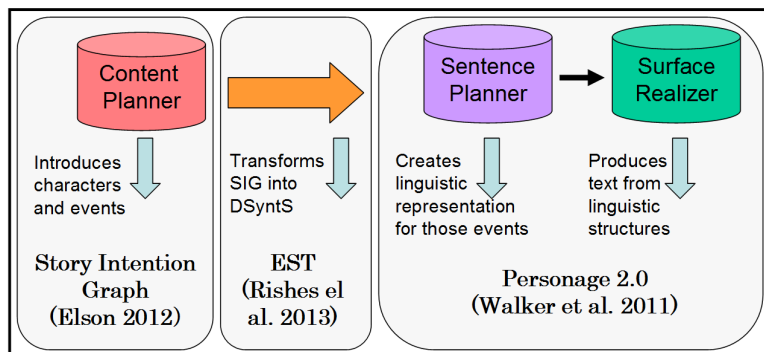 Content
Planner
Introduces
characters
and events
Story Intention
Graph
(Elson 2012)
Transforms
SIG into
DSyntS
EST
(Rishes el
al. 2013)
Sentence
Planner
Creates
linguistic
representation
for those events
Surface
Realizer
Produces
text from
linguistic
structures
Personage 2.0
(Walker et al. 2011)